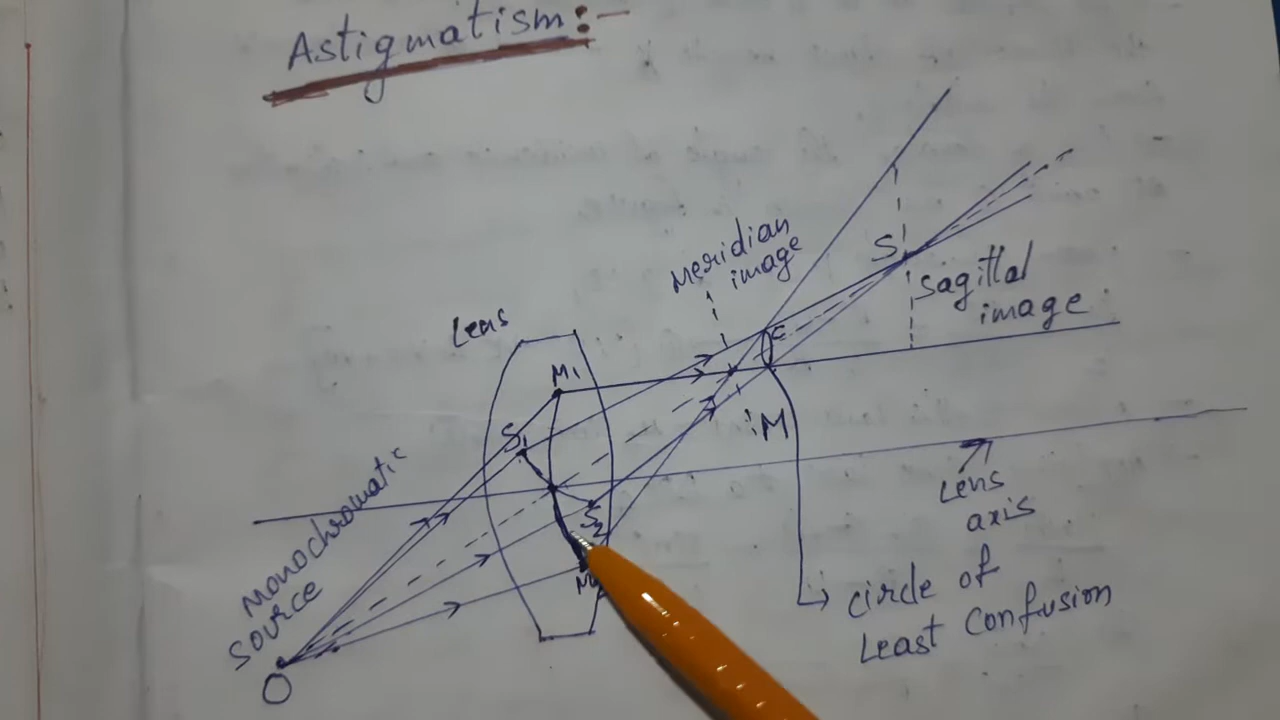 Astigmatism:-
Meridian
image
S
Sagittal
image
Lens
C
M1
M
S1
Lens
axis
S2
M
Monochromatic
source
circle of
Least confusion
O